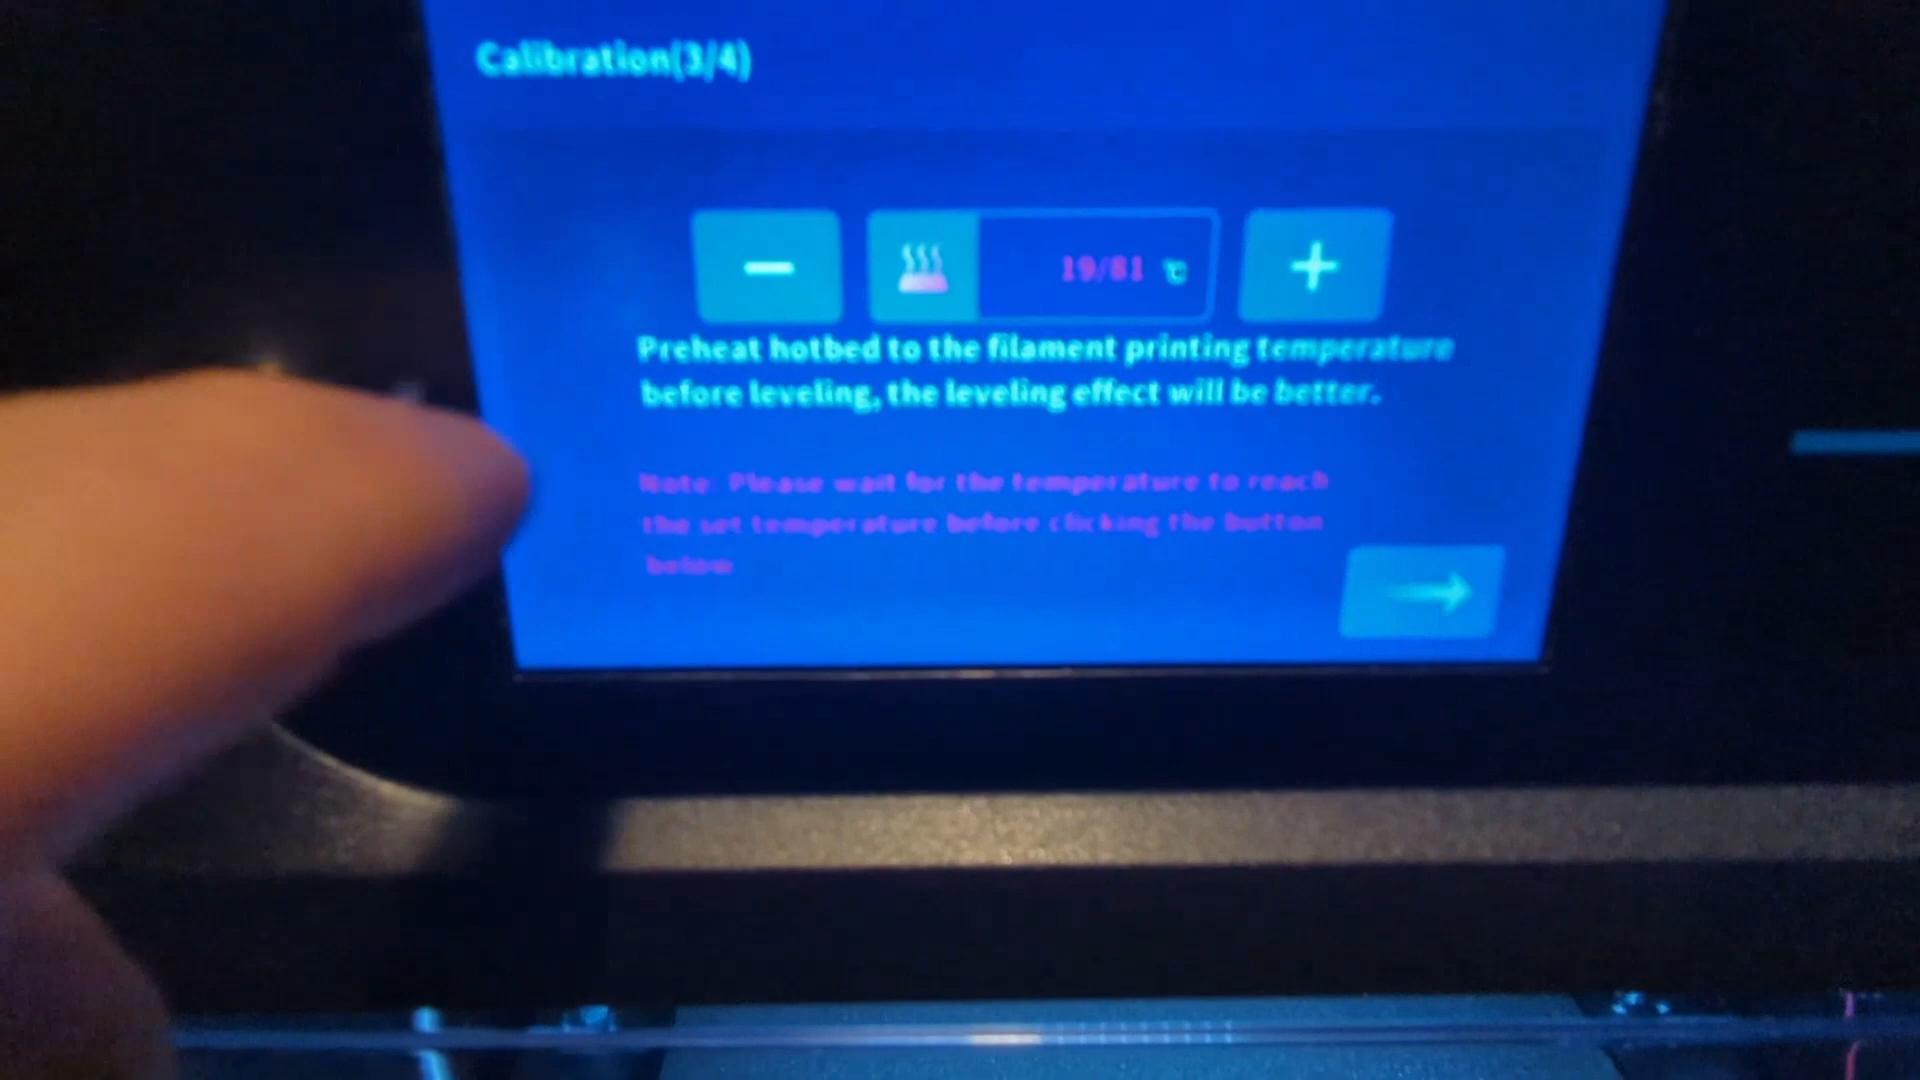 Calibration(3/4)
19/81 ℃
Preheat hotbed to the filament printing temperature
before leveling, the leveling effect will be better.
Note: Please wait for the temperature to reach
the set temperature before clicking the button
below